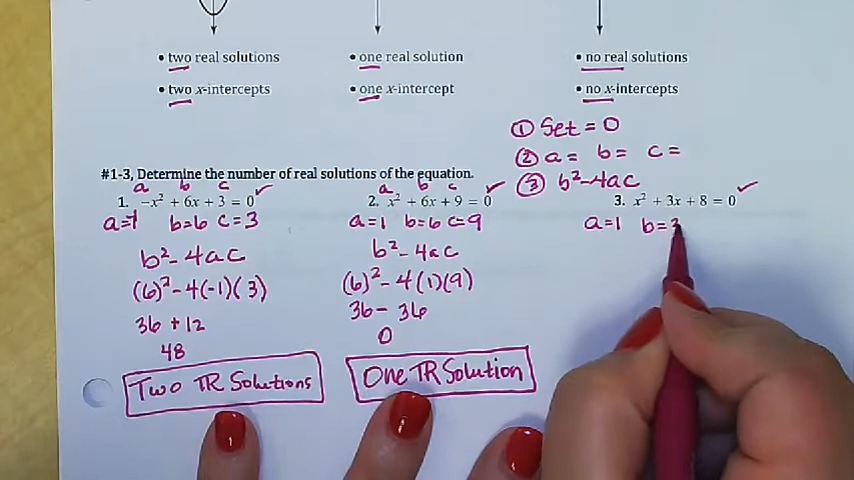 • two real solutions
• two x-intercepts
• one real solution
• one x-intercept
• no real solutions
• no x-intercepts
① Set = 0
② a= b= c=
③ b²-4ac
#1-3, Determine the number of real solutions of the equation.
a b c
1. −x² + 6x + 3 = 0 ✓
a=-1 b=6 c=3
b²-4ac
(6)²-4(-1)(3)
36 +12
48
Two IR Solutions
a b c
2. x² + 6x + 9 = 0 ✓
a=1 b=6 c=9
b²-4ac
(6)²-4(1)(9)
36- 36
0
One IR Solution
3. x² + 3x + 8 = 0 ✓
a=1 b=3